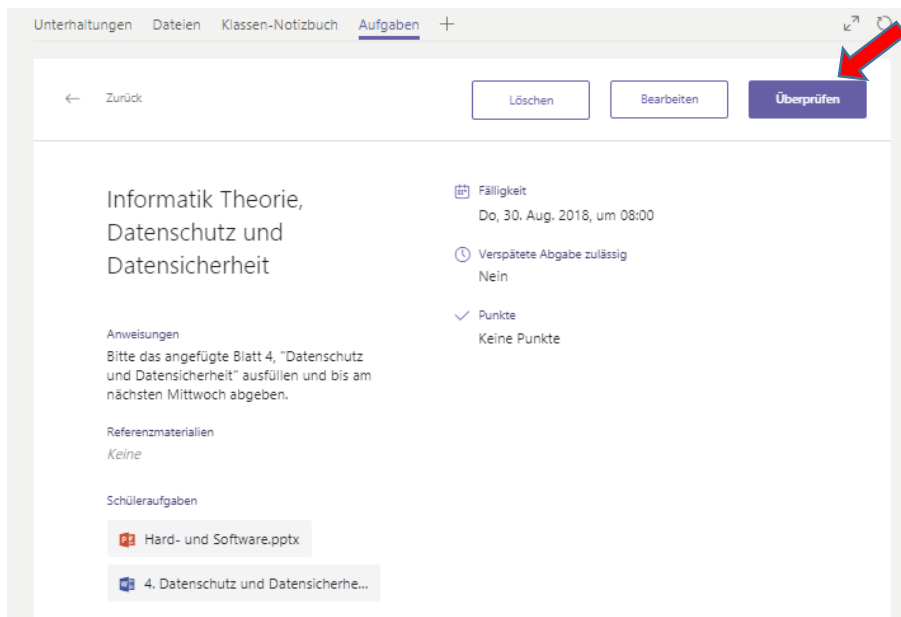 Unterhaltungen Dateien Klassen-Notizbuch Aufgaben
Zurück Löschen Bearbeiten Überprüfen
Informatik Theorie,
Datenschutz und
Datensicherheit
Anweisungen
Bitte das angefügte Blatt 4, "Datenschutz
und Datensicherheit" ausfüllen und bis am
nächsten Mittwoch abgeben.
Referenzmaterialien
Keine
Schüleraufgaben
Hard- und Software.pptx
4. Datenschutz und Datensicherhe...
Fälligkeit
Do, 30. Aug. 2018, um 08:00
Verspätete Abgabe zulässig
Nein
Punkte
Keine Punkte